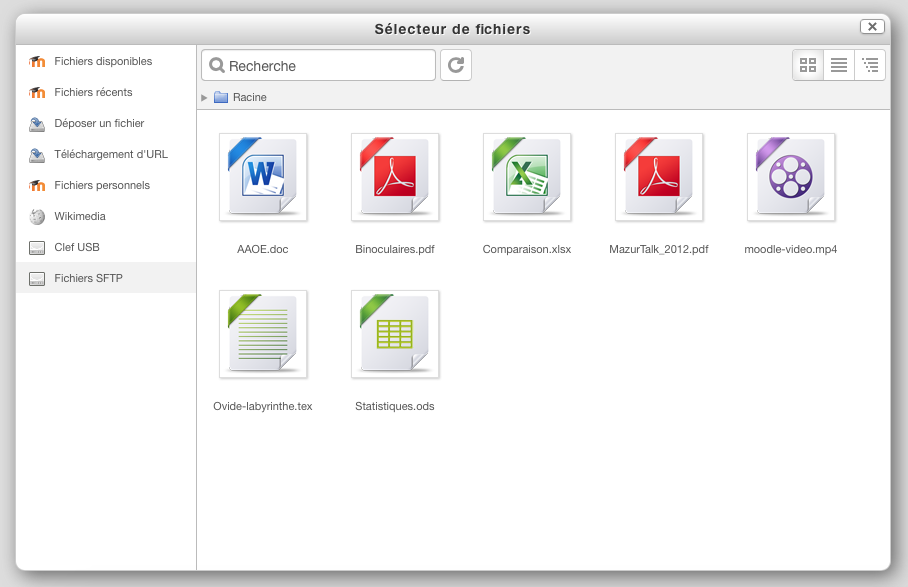 Sélecteur de fichiers
Fichiers disponibles
Fichiers récents
Déposer un fichier
Téléchargement d'URL
Fichiers personnels
Wikimedia
Clef USB
Fichiers SFTP
Recherche
Racine
AAOE.doc
Binoculaires.pdf
Comparaison.xlsx
MazurTalk_2012.pdf
moodle-video.mp4
Ovide-labyrinthe.tex
Statistiques.ods